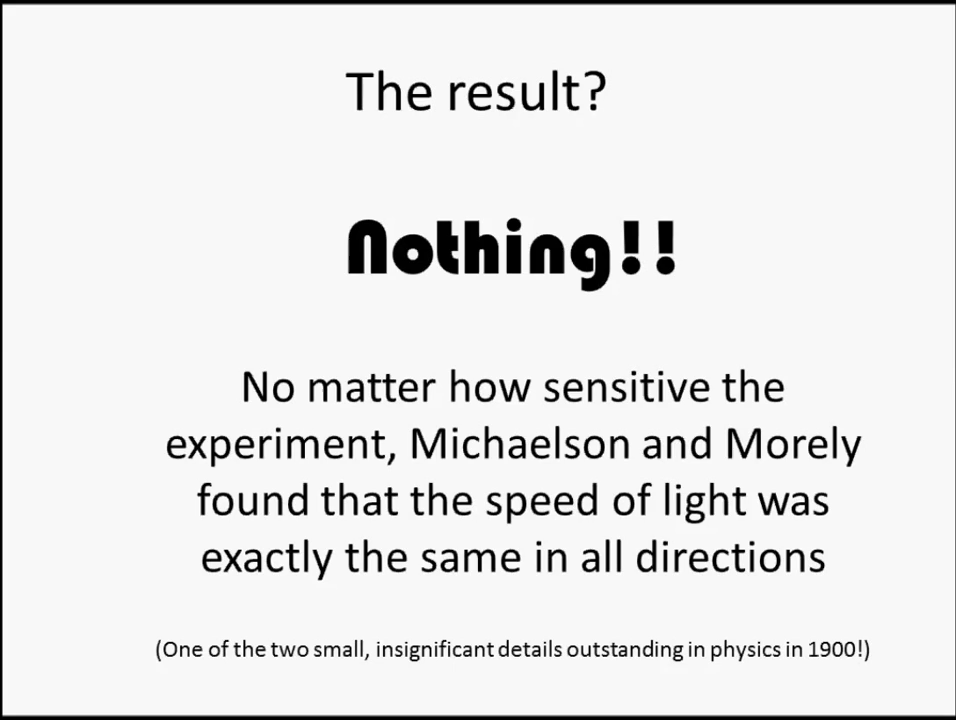 The result?
Nothing!!
No matter how sensitive the
experiment, Michaelson and Morely
found that the speed of light was
exactly the same in all directions
(One of the two small, insignificant details outstanding in physics in 1900!)